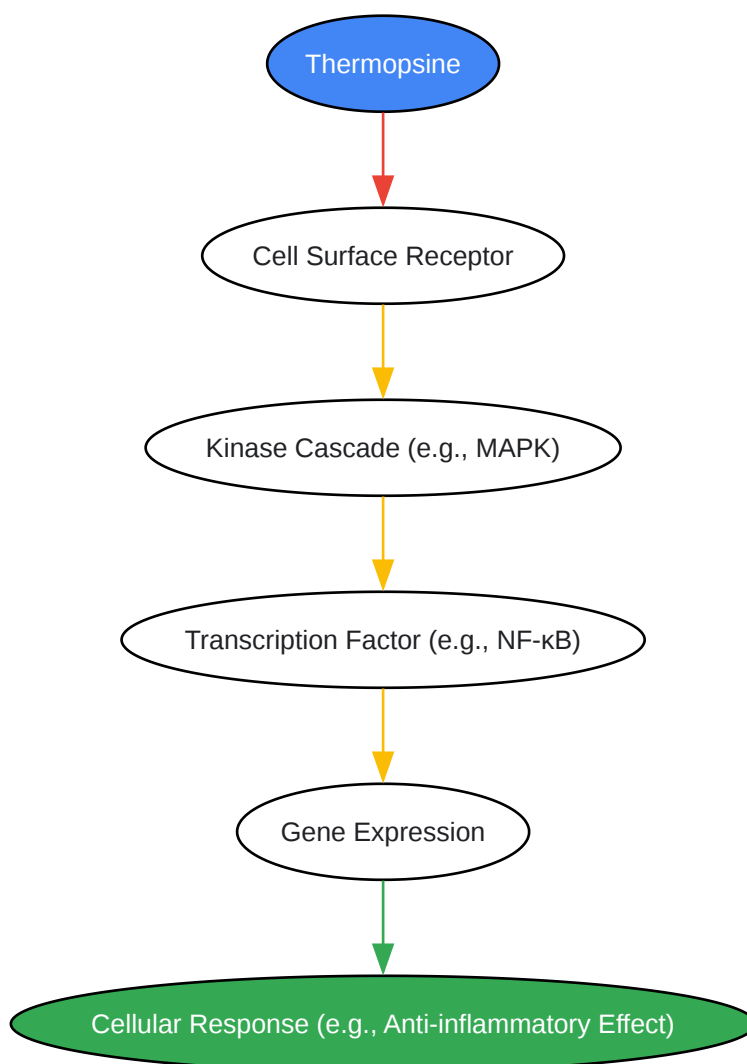 Thermopsine
Cell Surface Receptor
Kinase Cascade (e.g., MAPK)
Transcription Factor (e.g., NF-κB)
Gene Expression
Cellular Response (e.g., Anti-inflammatory Effect)